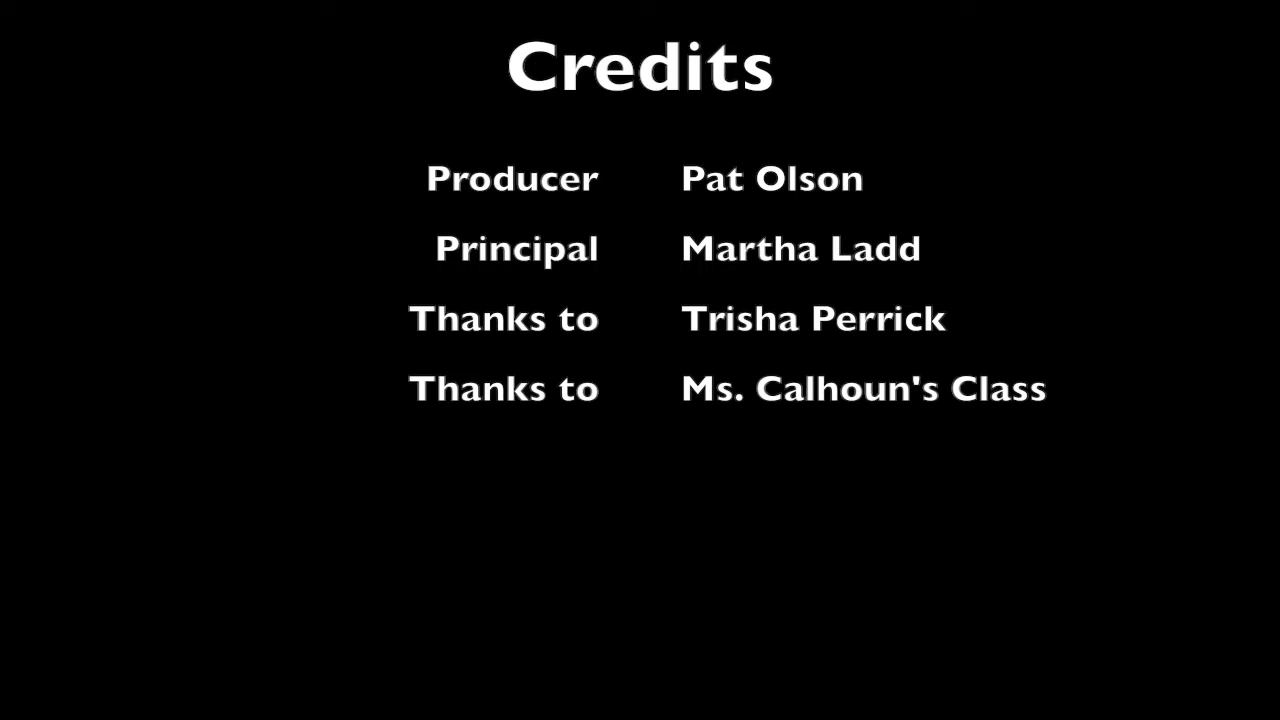 Credits
Producer Pat Olson
Principal Martha Ladd
Thanks to Trisha Perrick
Thanks to Ms. Calhoun's Class